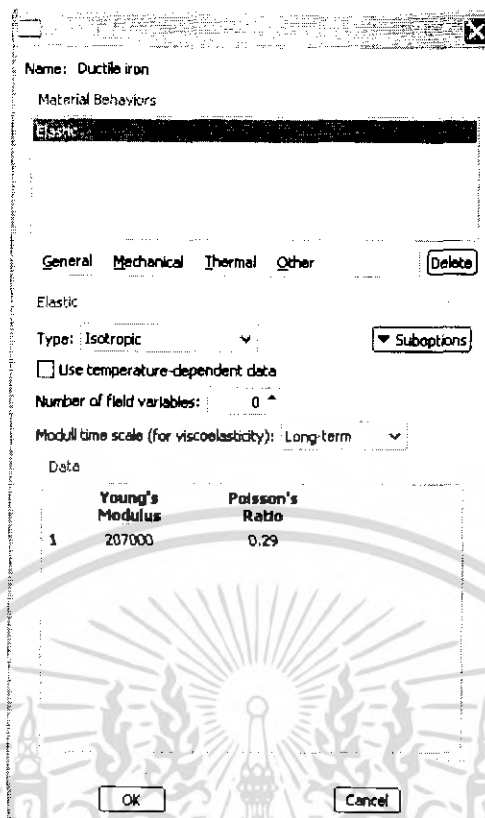 Name: Ductile iron
Material Behaviors
Elastic
General Mechanical Thermal Other Delete
Elastic
Type: Isotropic Suboptions
Use temperature-dependent data
Number of field variables: 0
Moduli time scale (for viscoelasticity): Long-term
Data
Young's Poisson's
Modulus Ratio
1 207000 0.29
OK Cancel